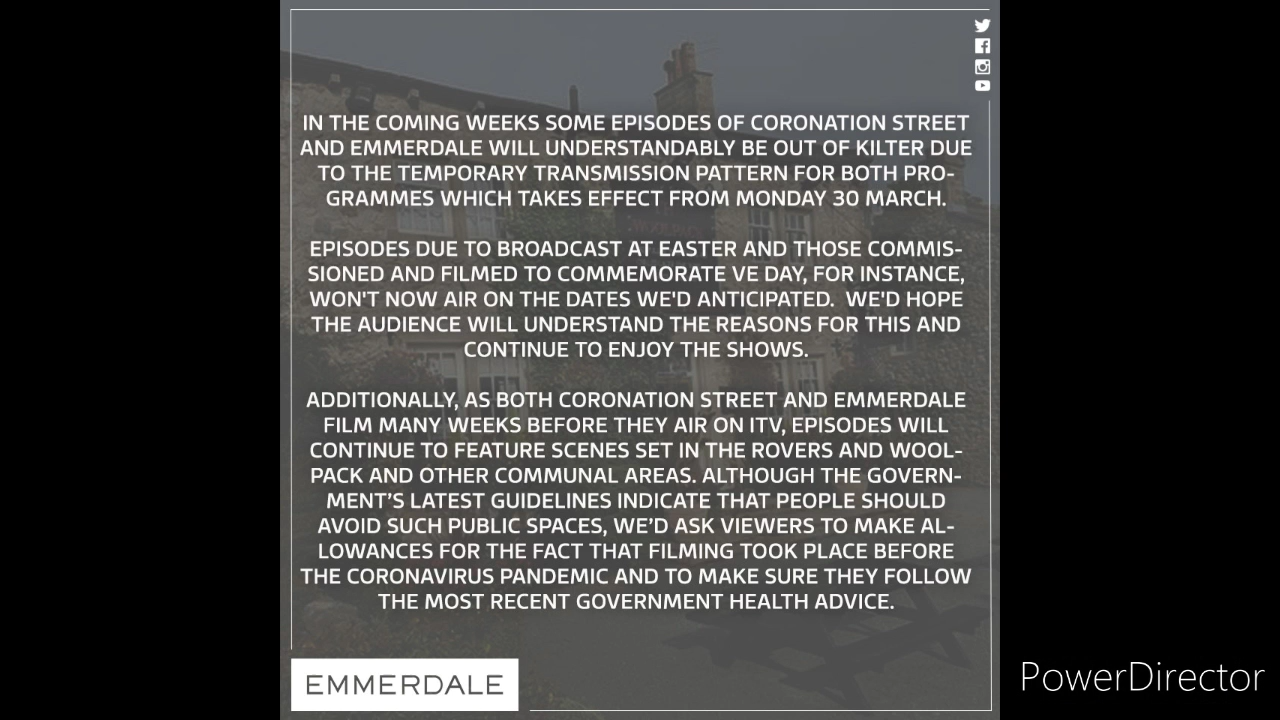 IN THE COMING WEEKS SOME EPISODES OF CORONATION STREET
AND EMMERDALE WILL UNDERSTANDABLY BE OUT OF KILTER DUE
TO THE TEMPORARY TRANSMISSION PATTERN FOR BOTH PRO-
GRAMMES WHICH TAKES EFFECT FROM MONDAY 30 MARCH.
EPISODES DUE TO BROADCAST AT EASTER AND THOSE COMMIS-
SIONED AND FILMED TO COMMEMORATE VE DAY, FOR INSTANCE,
WON'T NOW AIR ON THE DATES WE'D ANTICIPATED. WE'D HOPE
THE AUDIENCE WILL UNDERSTAND THE REASONS FOR THIS AND
CONTINUE TO ENJOY THE SHOWS.
ADDITIONALLY, AS BOTH CORONATION STREET AND EMMERDALE
FILM MANY WEEKS BEFORE THEY AIR ON ITV, EPISODES WILL
CONTINUE TO FEATURE SCENES SET IN THE ROVERS AND WOOL-
PACK AND OTHER COMMUNAL AREAS. ALTHOUGH THE GOVERN-
MENT’S LATEST GUIDELINES INDICATE THAT PEOPLE SHOULD
AVOID SUCH PUBLIC SPACES, WE’D ASK VIEWERS TO MAKE AL-
LOWANCES FOR THE FACT THAT FILMING TOOK PLACE BEFORE
THE CORONAVIRUS PANDEMIC AND TO MAKE SURE THEY FOLLOW
THE MOST RECENT GOVERNMENT HEALTH ADVICE.
EMMERDALE
PowerDirector